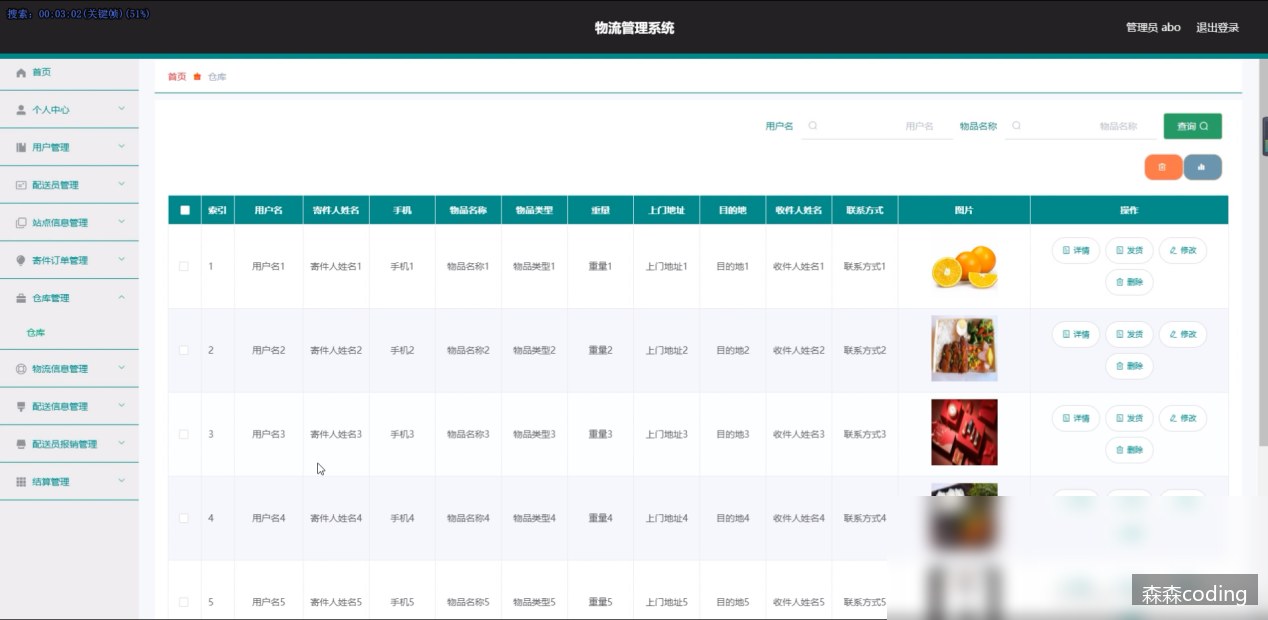 搜索: 00:03:02(关键帧)(51%)
物流管理系统
管理员 abo 退出登录
首页
个人中心
用户管理
配送员管理
站点信息管理
寄件订单管理
仓库管理
仓库
物流信息管理
配送信息管理
配送员报销管理
结算管理
首页 仓库
用户名 用户名 物品名称 物品名称 查询
索引 用户名 寄件人姓名 手机 物品名称 物品类型 重量 上门地址 目的地 收件人姓名 联系方式 图片 操作
1 用户名1 寄件人姓名1 手机1 物品名称1 物品类型1 重量1 上门地址1 目的地1 收件人姓名1 联系方式1 详情 发货 修改
删除
2 用户名2 寄件人姓名2 手机2 物品名称2 物品类型2 重量2 上门地址2 目的地2 收件人姓名2 联系方式2 详情 发货 修改
删除
3 用户名3 寄件人姓名3 手机3 物品名称3 物品类型3 重量3 上门地址3 目的地3 收件人姓名3 联系方式3 详情 发货 修改
删除
4 用户名4 寄件人姓名4 手机4 物品名称4 物品类型4 重量4 上门地址4 目的地4 收件人姓名4 联系方式4
5 用户名5 寄件人姓名5 手机5 物品名称5 物品类型5 重量5 上门地址5 目的地5 收件人姓名5 联系方式5
森森coding